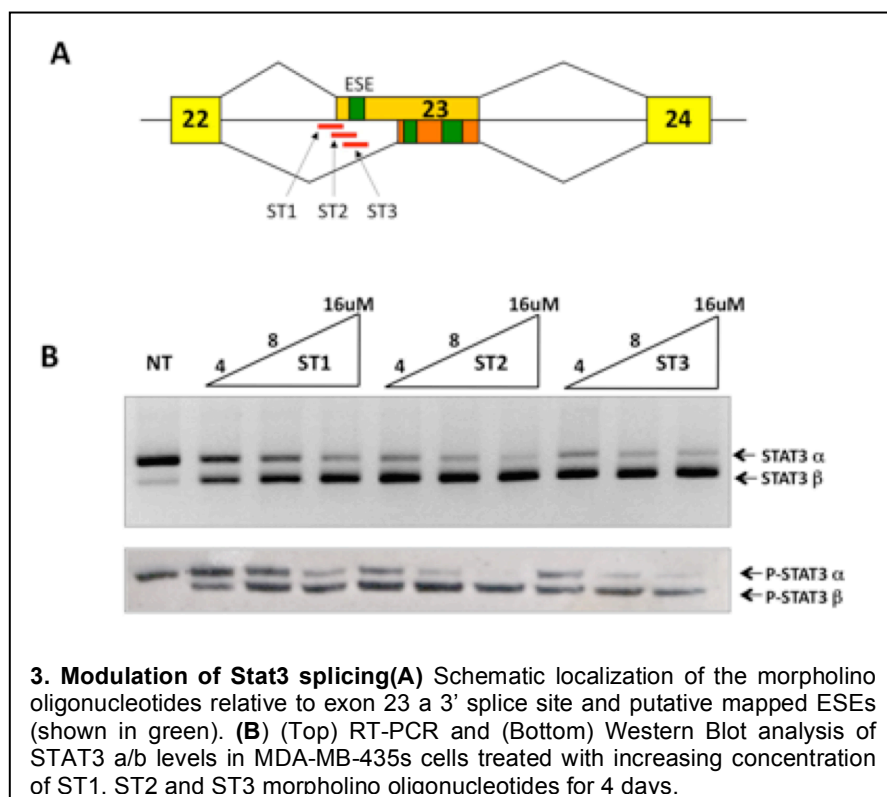 A
ESE
22
23
24
ST1 ST2 ST3
B
NT
4 8 16uM ST1
4 8 16uM ST2
4 8 16uM ST3
STAT3 α
STAT3 β
P-STAT3 α
P-STAT3 β
3. Modulation of Stat3 splicing(A) Schematic localization of the morpholino
oligonucleotides relative to exon 23 a 3’ splice site and putative mapped ESEs
(shown in green). (B) (Top) RT-PCR and (Bottom) Western Blot analysis of
STAT3 a/b levels in MDA-MB-435s cells treated with increasing concentration
of ST1, ST2 and ST3 morpholino oligonucleotides for 4 days.